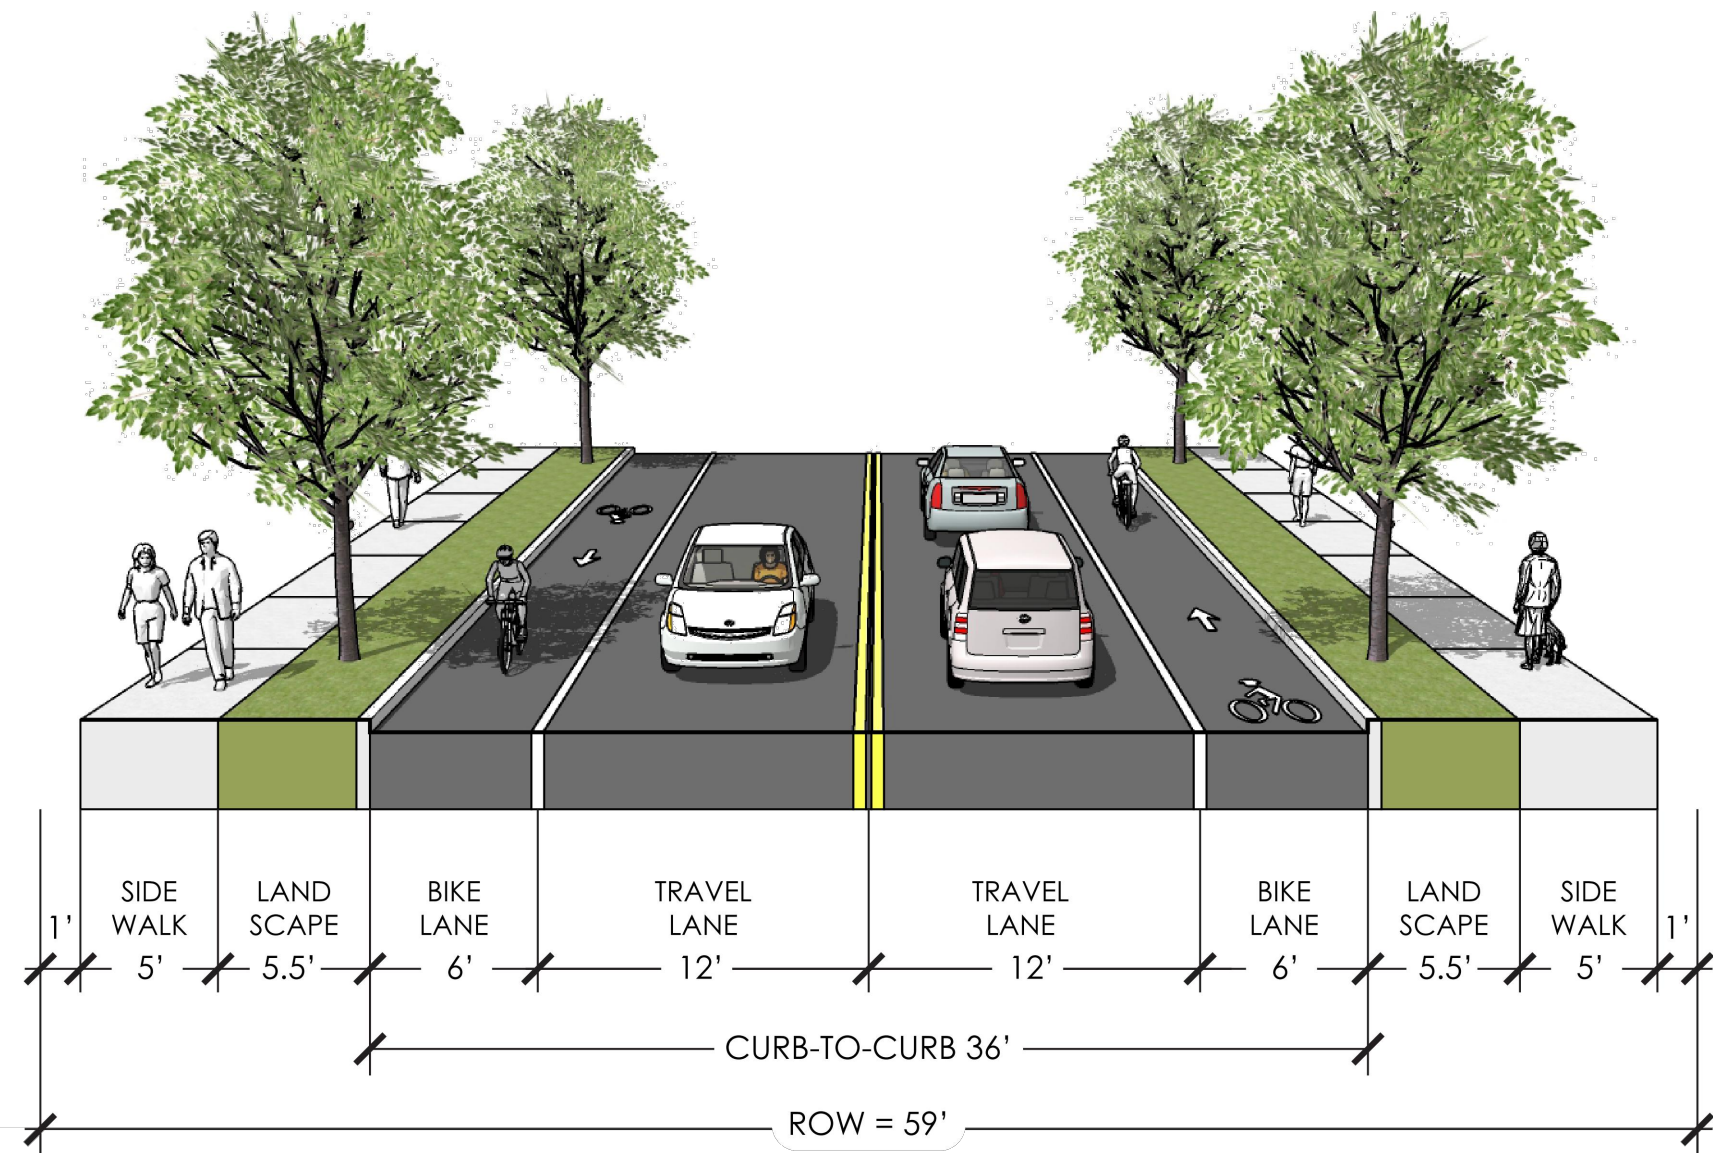 SIDE WALK
LAND SCAPE
BIKE LANE
TRAVEL LANE
TRAVEL LANE
BIKE LANE
LAND SCAPE
SIDE WALK
1’ 5’ 5.5’ 6’ 12’ 12’ 6’ 5.5’ 5’ 1’
CURB-TO-CURB 36’
ROW = 59’